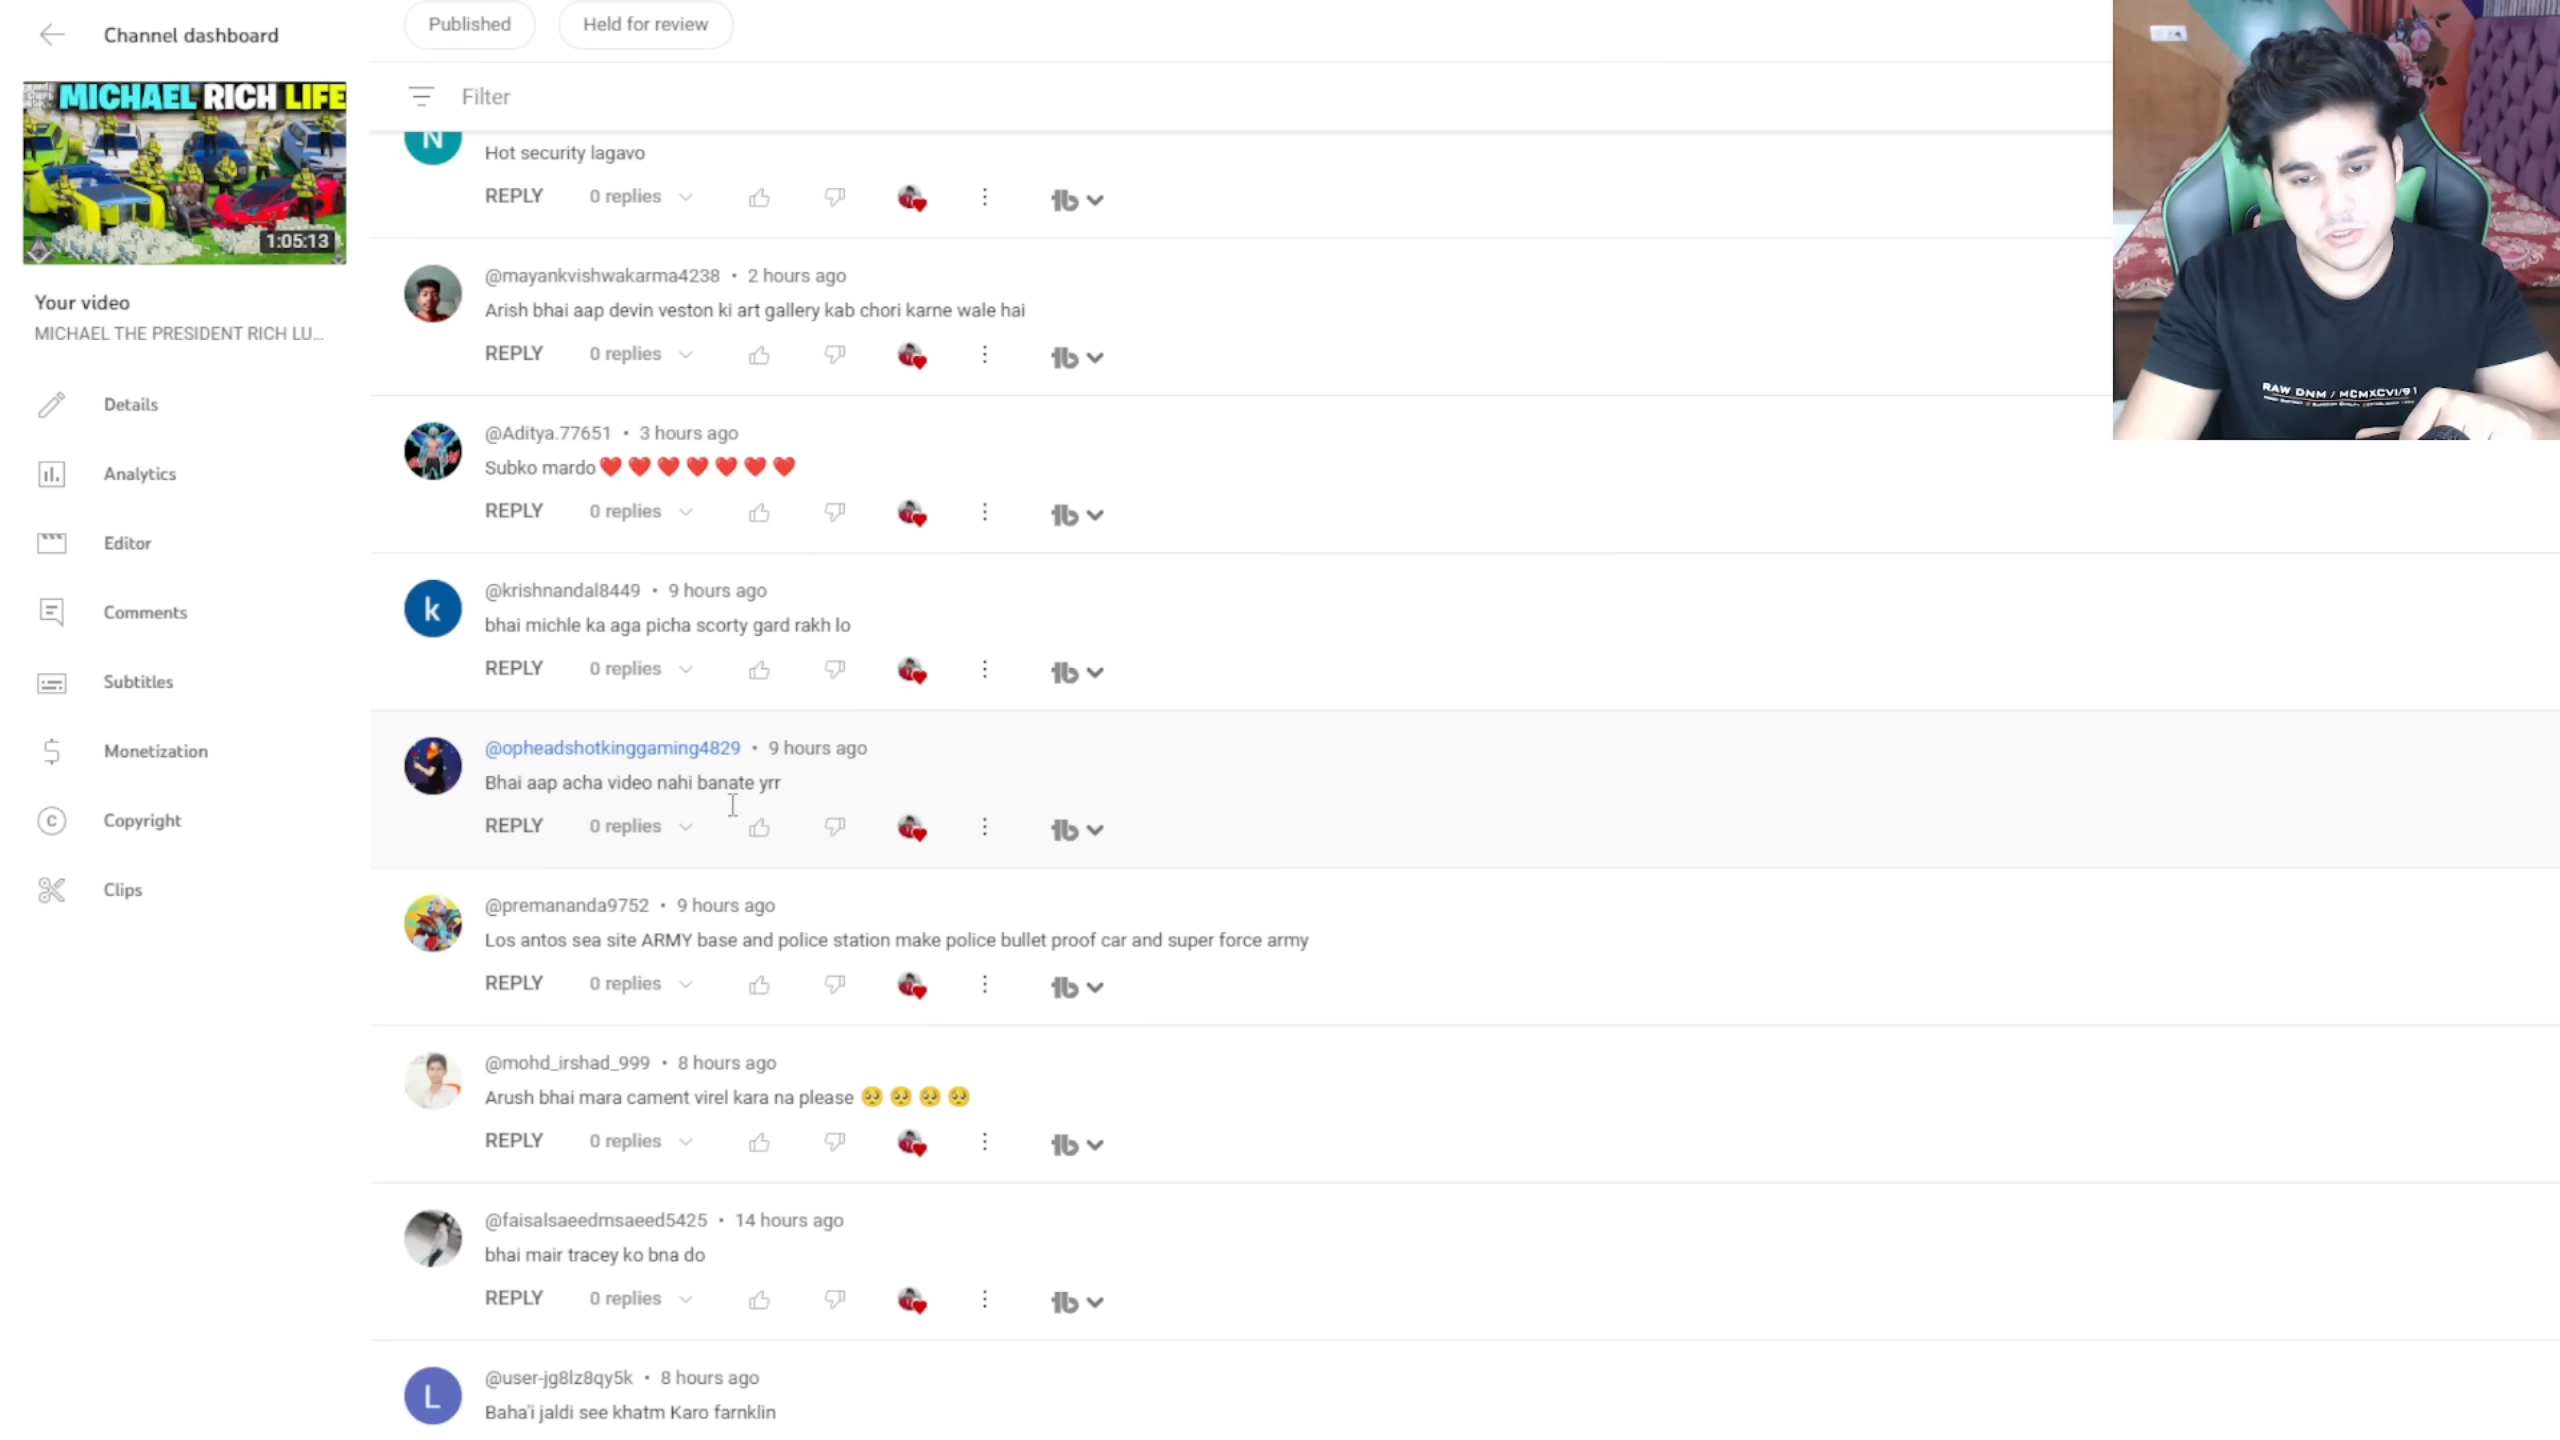 Channel dashboard
MICHAEL RICH LIFE
1:05:13
Your video
MICHAEL THE PRESIDENT RICH LU...
Details
Analytics
Editor
Comments
Subtitles
Monetization
Copyright
Clips
Published
Held for review
Filter
N
Hot security lagavo
REPLY 0 replies
@mayankvishwakarma4238 • 2 hours ago
Arish bhai aap devin veston ki art gallery kab chori karne wale hai
REPLY 0 replies
@Aditya.77651 • 3 hours ago
Subko mardo❤️❤️❤️❤️❤️❤️❤️
REPLY 0 replies
k
@krishnandal8449 • 9 hours ago
bhai michle ka aga picha scorty gard rakh lo
REPLY 0 replies
@opheadshotkinggaming4829 • 9 hours ago
Bhai aap acha video nahi banate yrr
REPLY 0 replies
@premananda9752 • 9 hours ago
Los antos sea site ARMY base and police station make police bullet proof car and super force army
REPLY 0 replies
@mohd_irshad_999 • 8 hours ago
Arush bhai mara cament virel kara na please 🥺🥺🥺🥺
REPLY 0 replies
@faisalsaeedmsaeed5425 • 14 hours ago
bhai mair tracey ko bna do
REPLY 0 replies
L
@user-jg8lz8qy5k • 8 hours ago
Baha'i jaldi see khatm Karo farnklin
RAW DNM / MCMXCVI/91